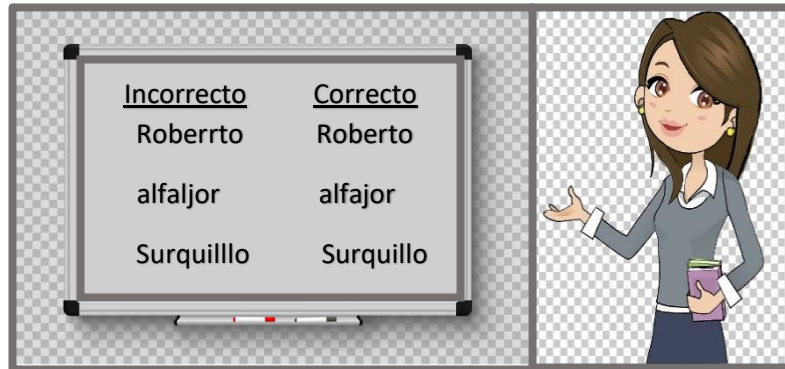 Incorrecto Correcto
Roberrto Roberto
alfaljor alfajor
Surquilllo Surquillo